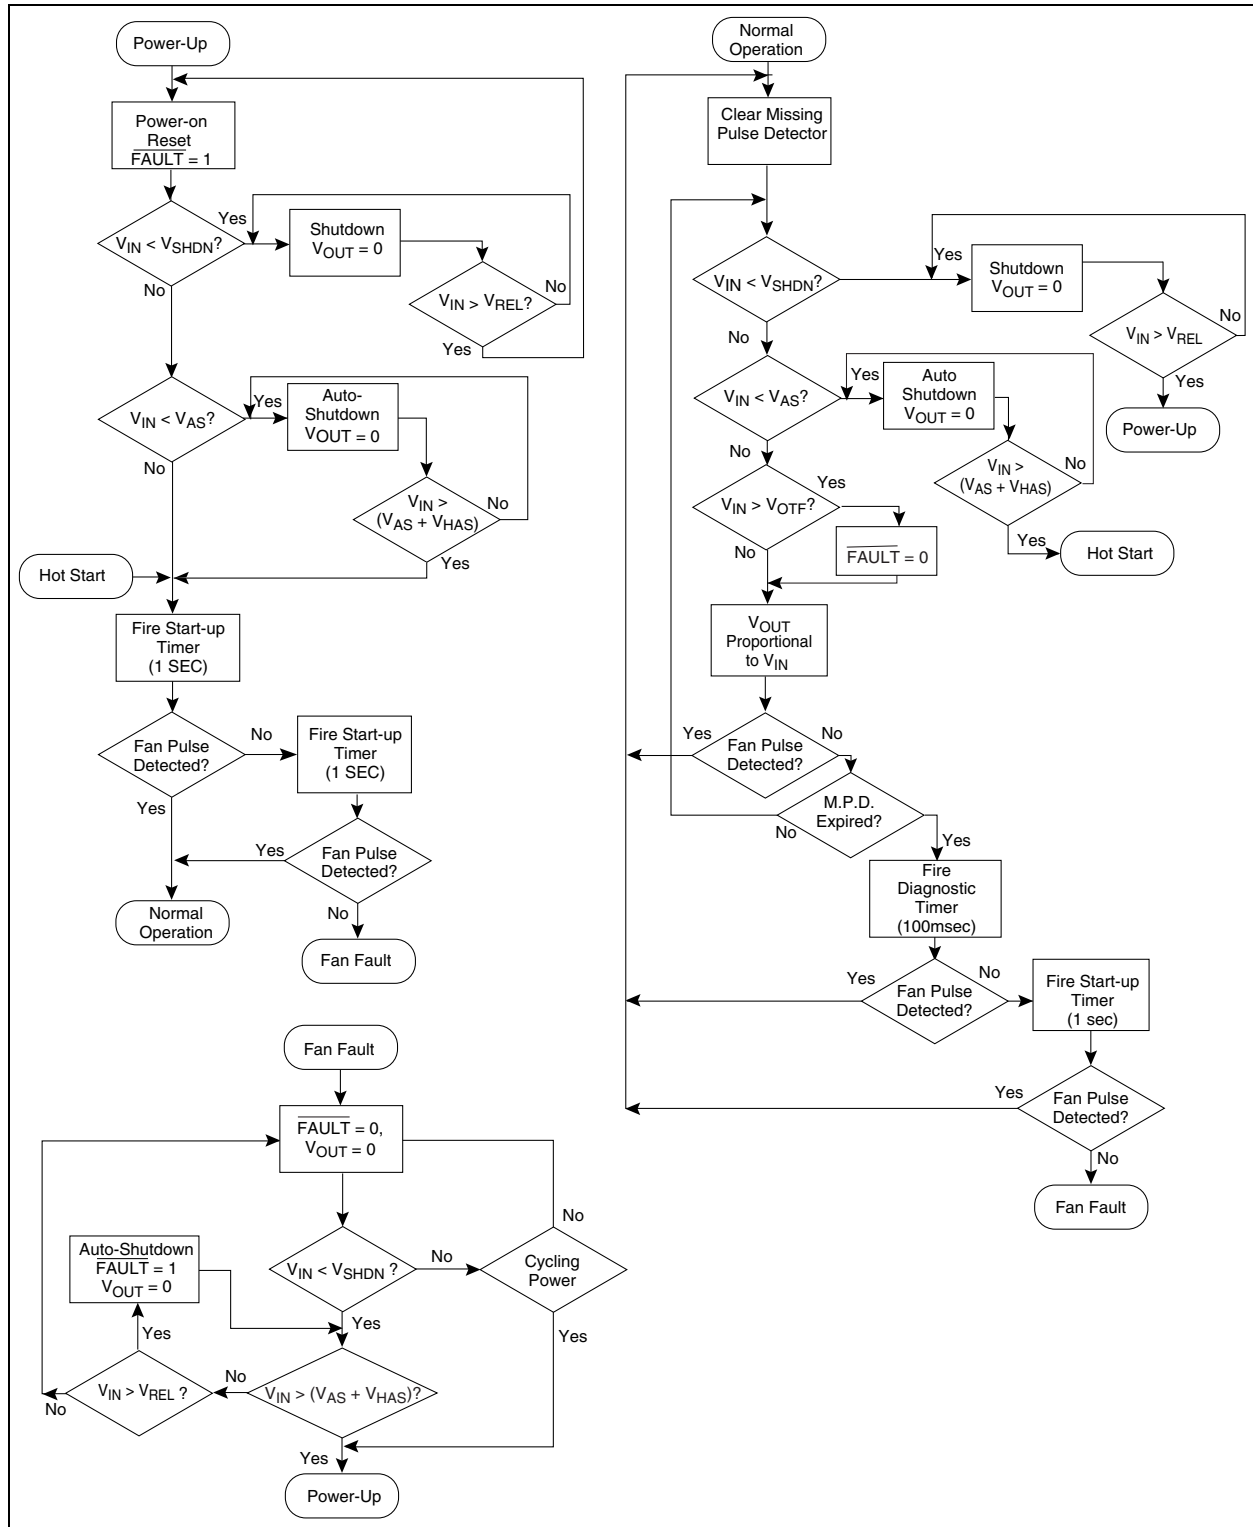 Power-Up
Power-on
Reset
FAULT = 1
VIN < VSHDN?
Yes
Shutdown
VOUT = 0
No
VIN > VREL?
No
Yes
VIN < VAS?
Yes
Auto-
Shutdown
VOUT = 0
No
VIN >
(VAS + VHAS)
No
Yes
Hot Start
Fire Start-up
Timer
(1 SEC)
Fan Pulse
Detected?
No
Fire Start-up
Timer
(1 SEC)
Yes
Yes
Fan Pulse
Detected?
No
Normal
Operation
Fan Fault
Fan Fault
FAULT = 0,
VOUT = 0
No
Auto-Shutdown
FAULT = 1
VOUT = 0
VIN < VSHDN ?
No
Cycling
Power
Yes
Yes
Yes
VIN > VREL ?
No
No
VIN > (VAS + VHAS)?
Yes
Power-Up
Normal
Operation
Clear Missing
Pulse Detector
VIN < VSHDN?
Yes
Shutdown
VOUT = 0
No
VIN > VREL
No
Yes
Power-Up
VIN < VAS?
Yes
Auto
Shutdown
VOUT = 0
No
VIN >
(VAS + VHAS)
No
Yes
Hot Start
VIN > VOTF?
Yes
FAULT = 0
No
VOUT
Proportional
to VIN
Yes
Fan Pulse
Detected?
No
M.P.D.
Expired?
No
Yes
Fire
Diagnostic
Timer
(100msec)
Yes
Fan Pulse
Detected?
No
Fire Start-up
Timer
(1 sec)
Yes
Fan Pulse
Detected?
No
Fan Fault